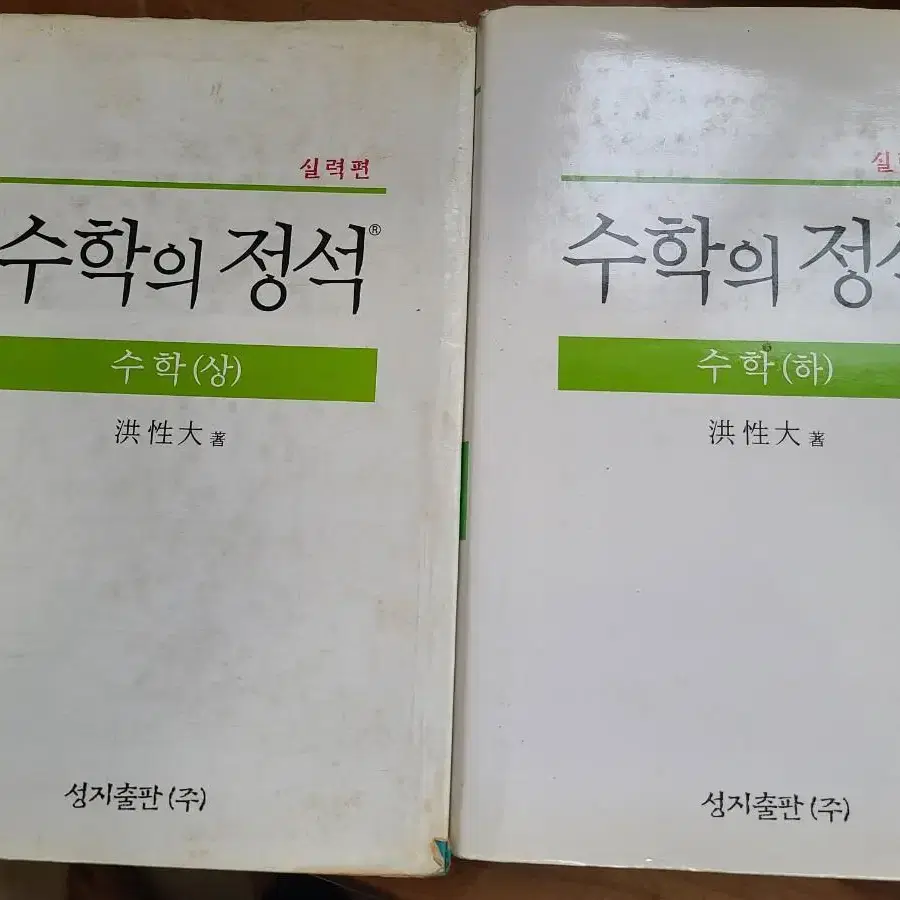 실력편
수학의 정석®
수학(상)
洪性大 著
성지출판(주)
실
수학의 정
수학(하)
洪性大 著
성지출판(주)